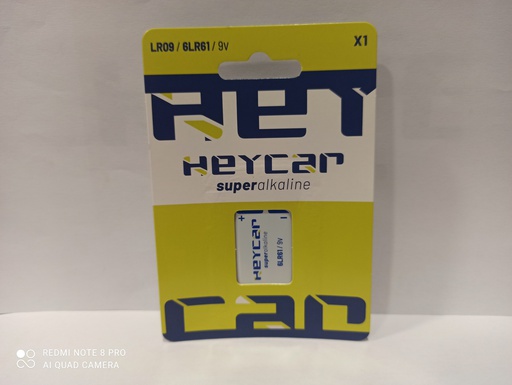 LR09 / 6LR61 / 9V
X1
HEY
HEYCAR
superalkaline
+
-
HEYCAR
superalkaline
6LR61 / 9V
CAR
REDMI NOTE 8 PRO
AI QUAD CAMERA